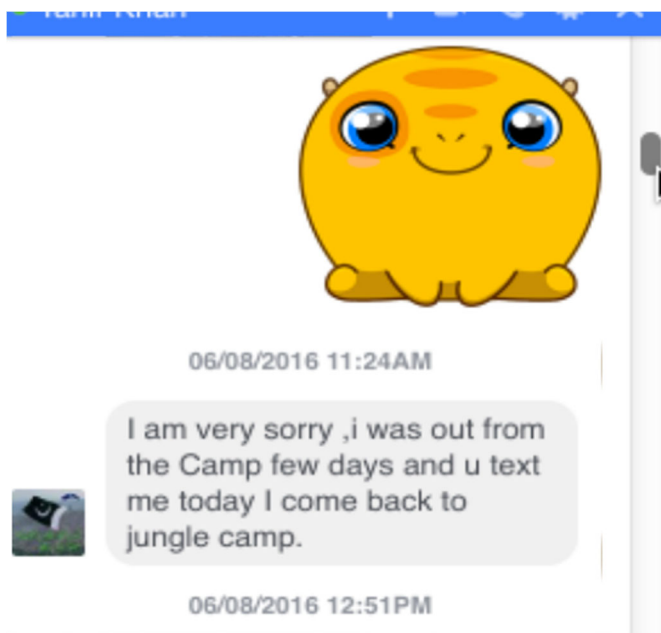 06/08/2016 11:24AM
I am very sorry ,i was out from
the Camp few days and u text
me today I come back to
jungle camp.
06/08/2016 12:51PM